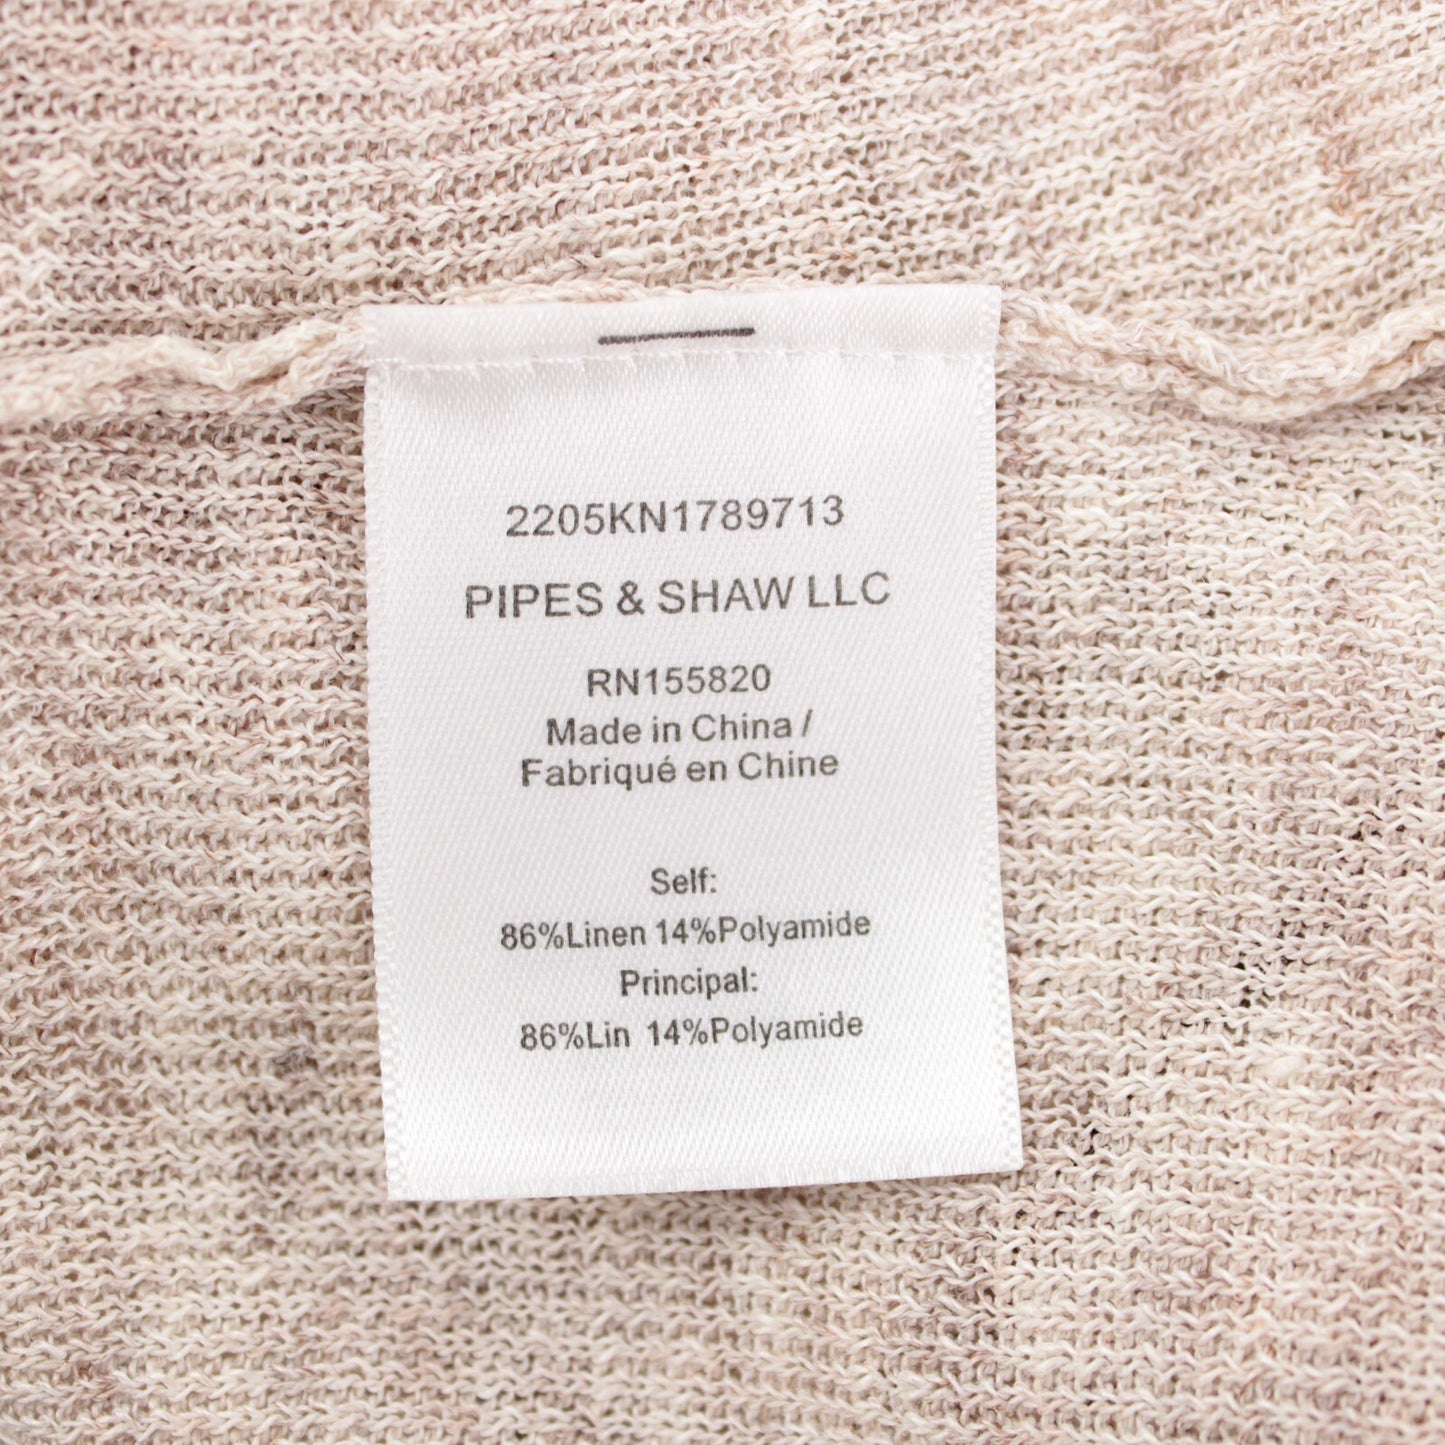 2205KN1789713
PIPES & SHAW LLC
RN155820
Made in China /
Fabriqué en Chine
Self:
86%Linen 14%Polyamide
Principal:
86%Lin 14%Polyamide